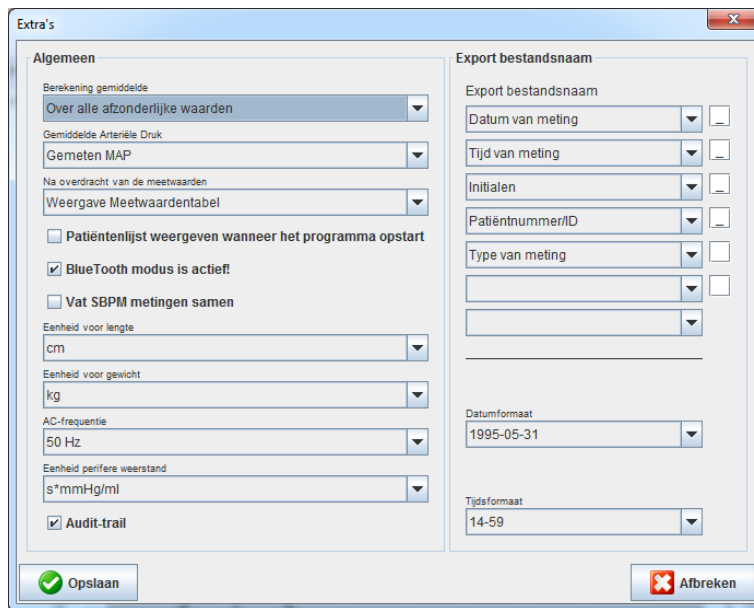 Extra's
Algemeen
Berekening gemiddelde
Over alle afzonderlijke waarden
Gemiddelde Arteriële Druk
Gemeten MAP
Na overdracht van de meetwaarden
Weergave Meetwaardentabel
Patiëntenlijst weergeven wanneer het programma opstart
BlueTooth modus is actief!
Vat SBPM metingen samen
Eenheid voor lengte
cm
Eenheid voor gewicht
kg
AC-frequentie
50 Hz
Eenheid perifere weerstand
s*mmHg/ml
Audit-trail
Export bestandsnaam
Export bestandsnaam
Datum van meting _
Tijd van meting _
Initialen _
Patiëntnummer/ID _
Type van meting
Datumformaat
1995-05-31
Tijdsformaat
14-59
Opslaan
Afbreken